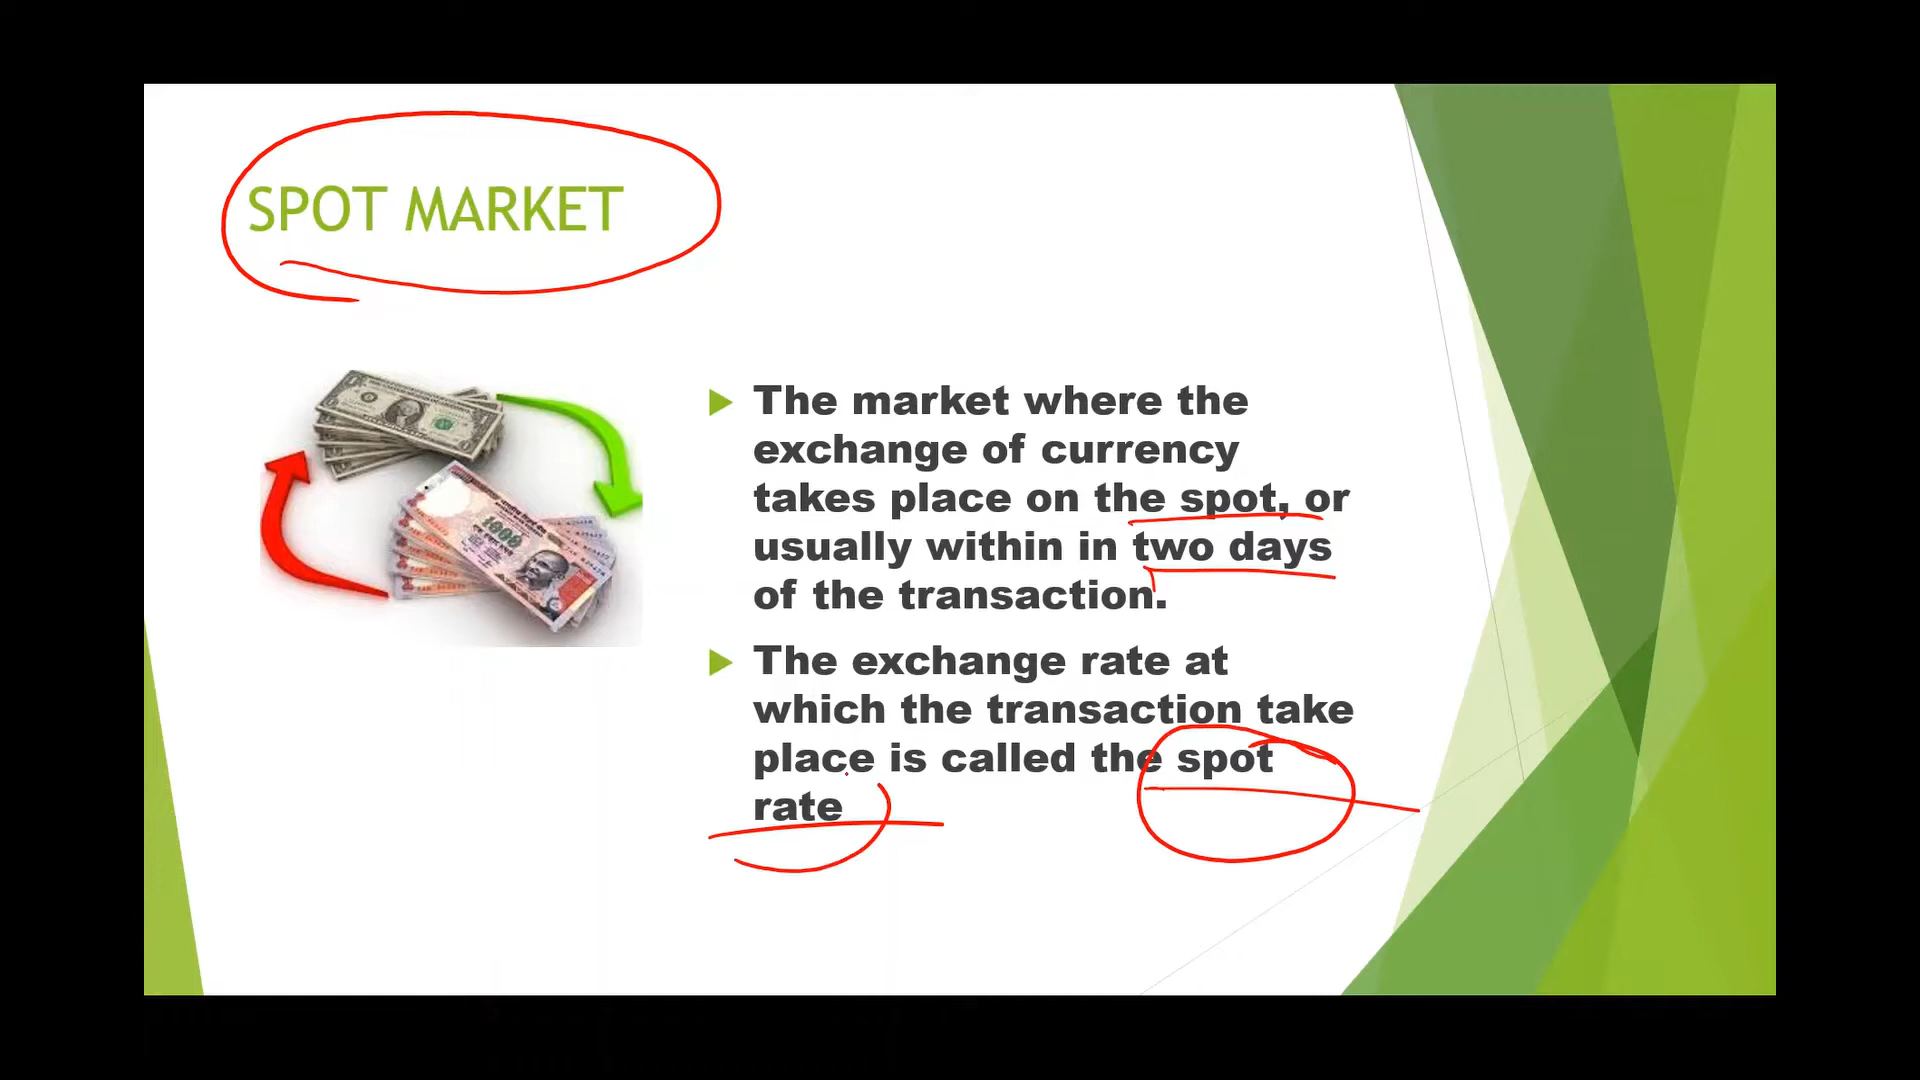 SPOT MARKET
The market where the
exchange of currency
takes place on the spot, or
usually within in two days
of the transaction.
The exchange rate at
which the transaction take
place is called the spot
rate
1000